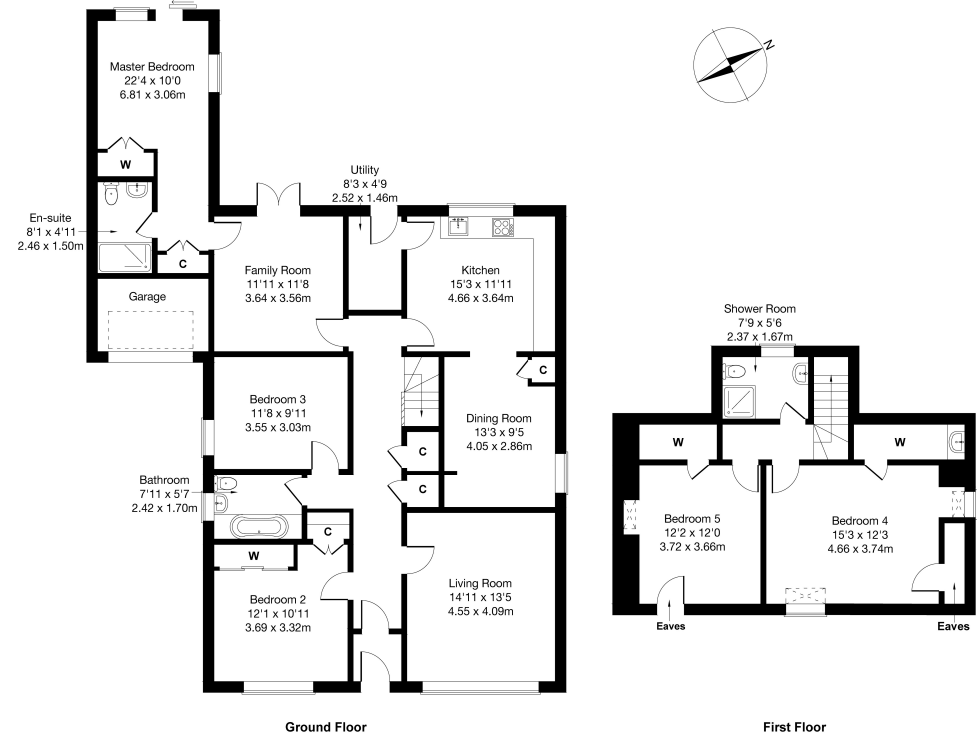 Master Bedroom
22'4 x 10'0
6.81 x 3.06m
N
W
Utility
8'3 x 4'9
2.52 x 1.46m
En-suite
8'1 x 4'11
2.46 x 1.50m
C
Family Room
11'11 x 11'8
3.64 x 3.56m
Kitchen
15'3 x 11'11
4.66 x 3.64m
Garage
C
Bedroom 3
11'8 x 9'11
3.55 x 3.03m
Dining Room
13'3 x 9'5
4.05 x 2.86m
C
C
Bathroom
7'11 x 5'7
2.42 x 1.70m
C
W
Bedroom 2
12'1 x 10'11
3.69 x 3.32m
Living Room
14'11 x 13'5
4.55 x 4.09m
Ground Floor
Shower Room
7'9 x 5'6
2.37 x 1.67m
W
W
Bedroom 5
12'2 x 12'0
3.72 x 3.66m
Bedroom 4
15'3 x 12'3
4.66 x 3.74m
Eaves
Eaves
First Floor